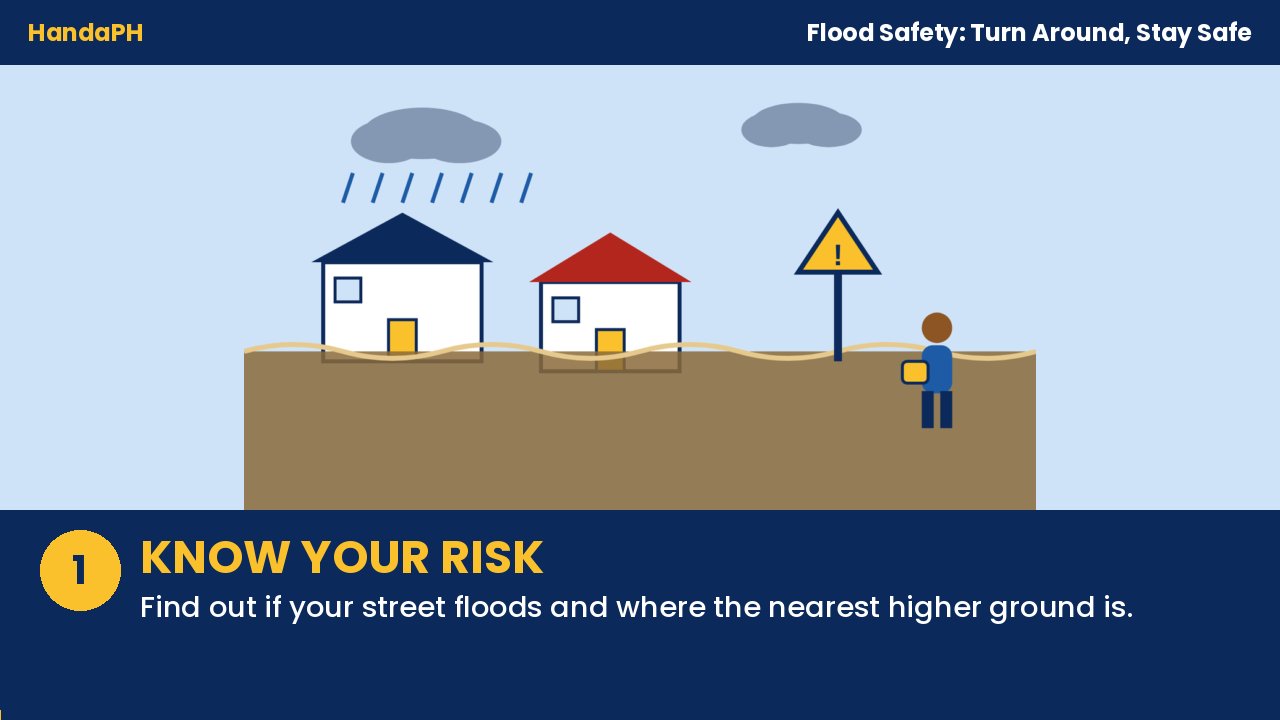 HandaPH
Flood Safety: Turn Around, Stay Safe
!
1
KNOW YOUR RISK
Find out if your street floods and where the nearest higher ground is.